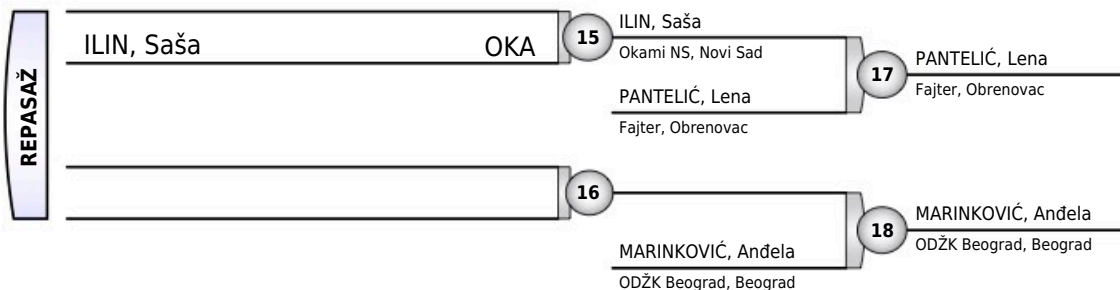 REPASAŽ
ILIN, Saša OKA
15
ILIN, Saša
Okami NS, Novi Sad
PANTELIĆ, Lena
Fajter, Obrenovac
17
PANTELIĆ, Lena
Fajter, Obrenovac
16
MARINKOVIĆ, Anđela
ODŽK Beograd, Beograd
18
MARINKOVIĆ, Anđela
ODŽK Beograd, Beograd